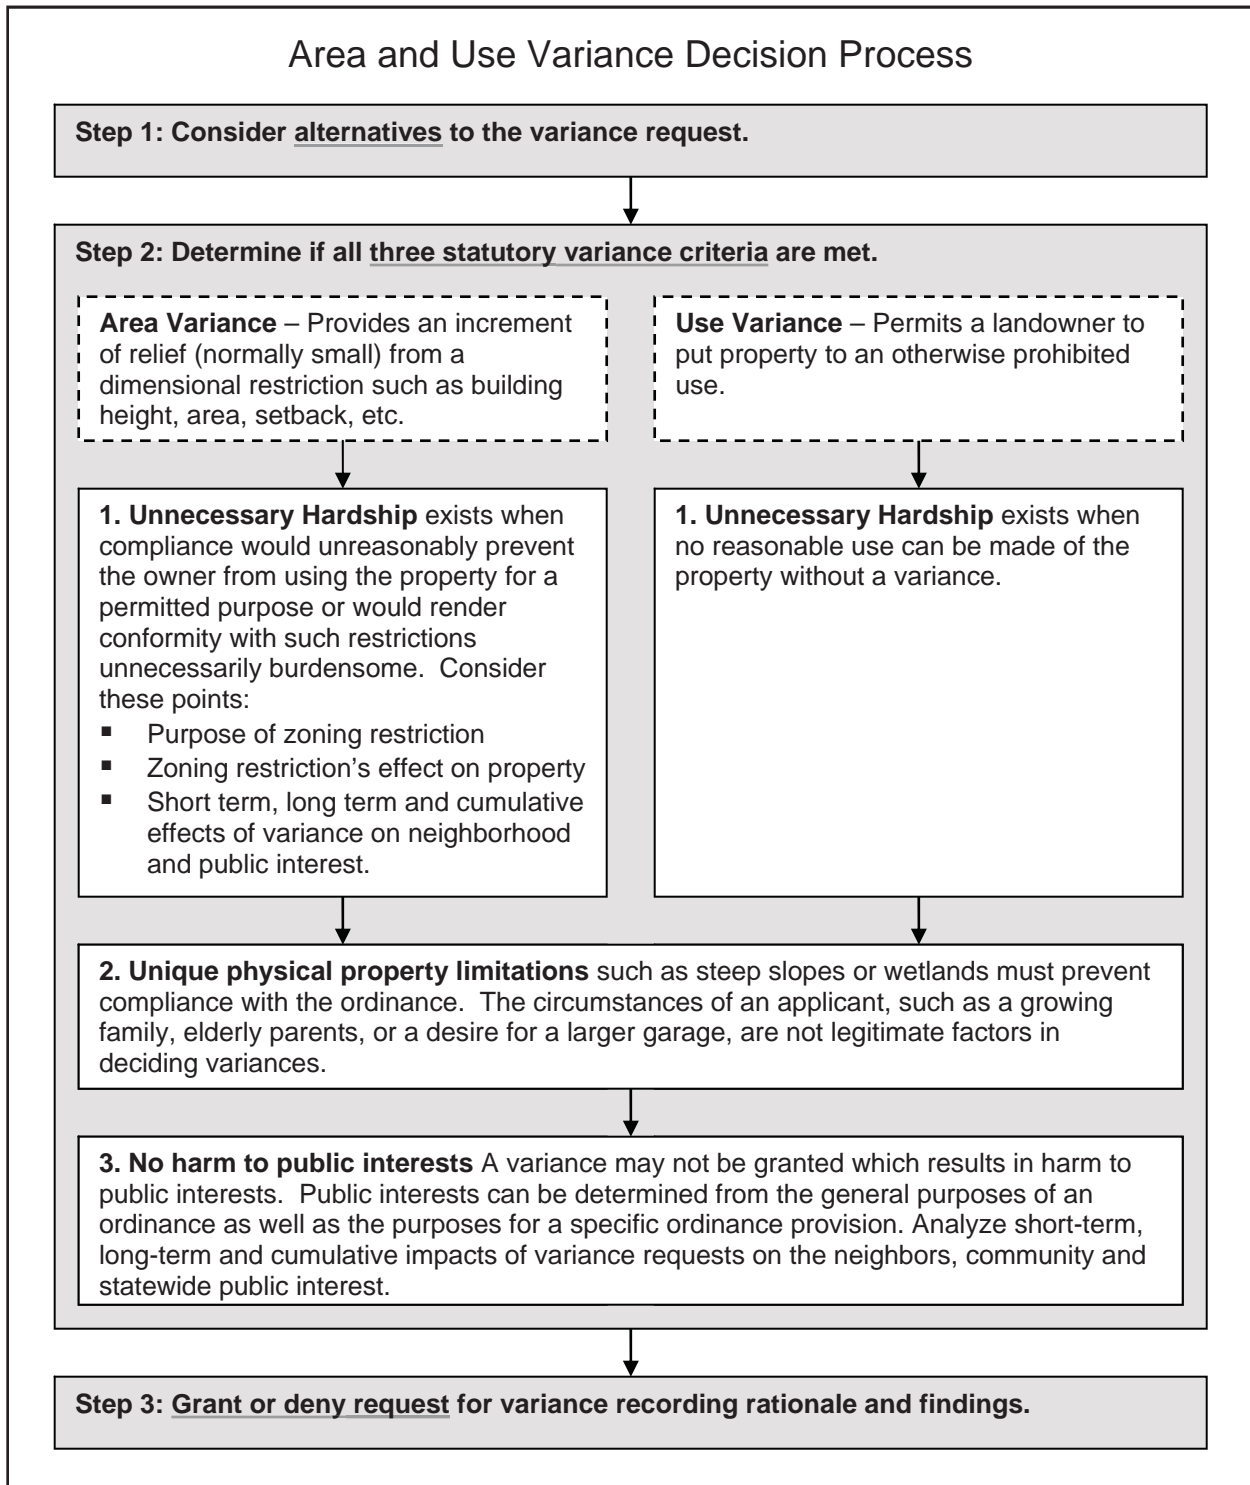 Area and Use Variance Decision Process
Step 1: Consider alternatives to the variance request.
Step 2: Determine if all three statutory variance criteria are met.
Area Variance – Provides an increment
of relief (normally small) from a
dimensional restriction such as building
height, area, setback, etc.
Use Variance – Permits a landowner to
put property to an otherwise prohibited
use.
1. Unnecessary Hardship exists when
compliance would unreasonably prevent
the owner from using the property for a
permitted purpose or would render
conformity with such restrictions
unnecessarily burdensome.  Consider
these points:
▪ Purpose of zoning restriction
▪ Zoning restriction's effect on property
▪ Short term, long term and cumulative
effects of variance on neighborhood
and public interest.
1. Unnecessary Hardship exists when
no reasonable use can be made of the
property without a variance.
2. Unique physical property limitations such as steep slopes or wetlands must prevent
compliance with the ordinance.  The circumstances of an applicant, such as a growing
family, elderly parents, or a desire for a larger garage, are not legitimate factors in
deciding variances.
3. No harm to public interests A variance may not be granted which results in harm to
public interests.  Public interests can be determined from the general purposes of an
ordinance as well as the purposes for a specific ordinance provision. Analyze short-term,
long-term and cumulative impacts of variance requests on the neighbors, community and
statewide public interest.
Step 3: Grant or deny request for variance recording rationale and findings.